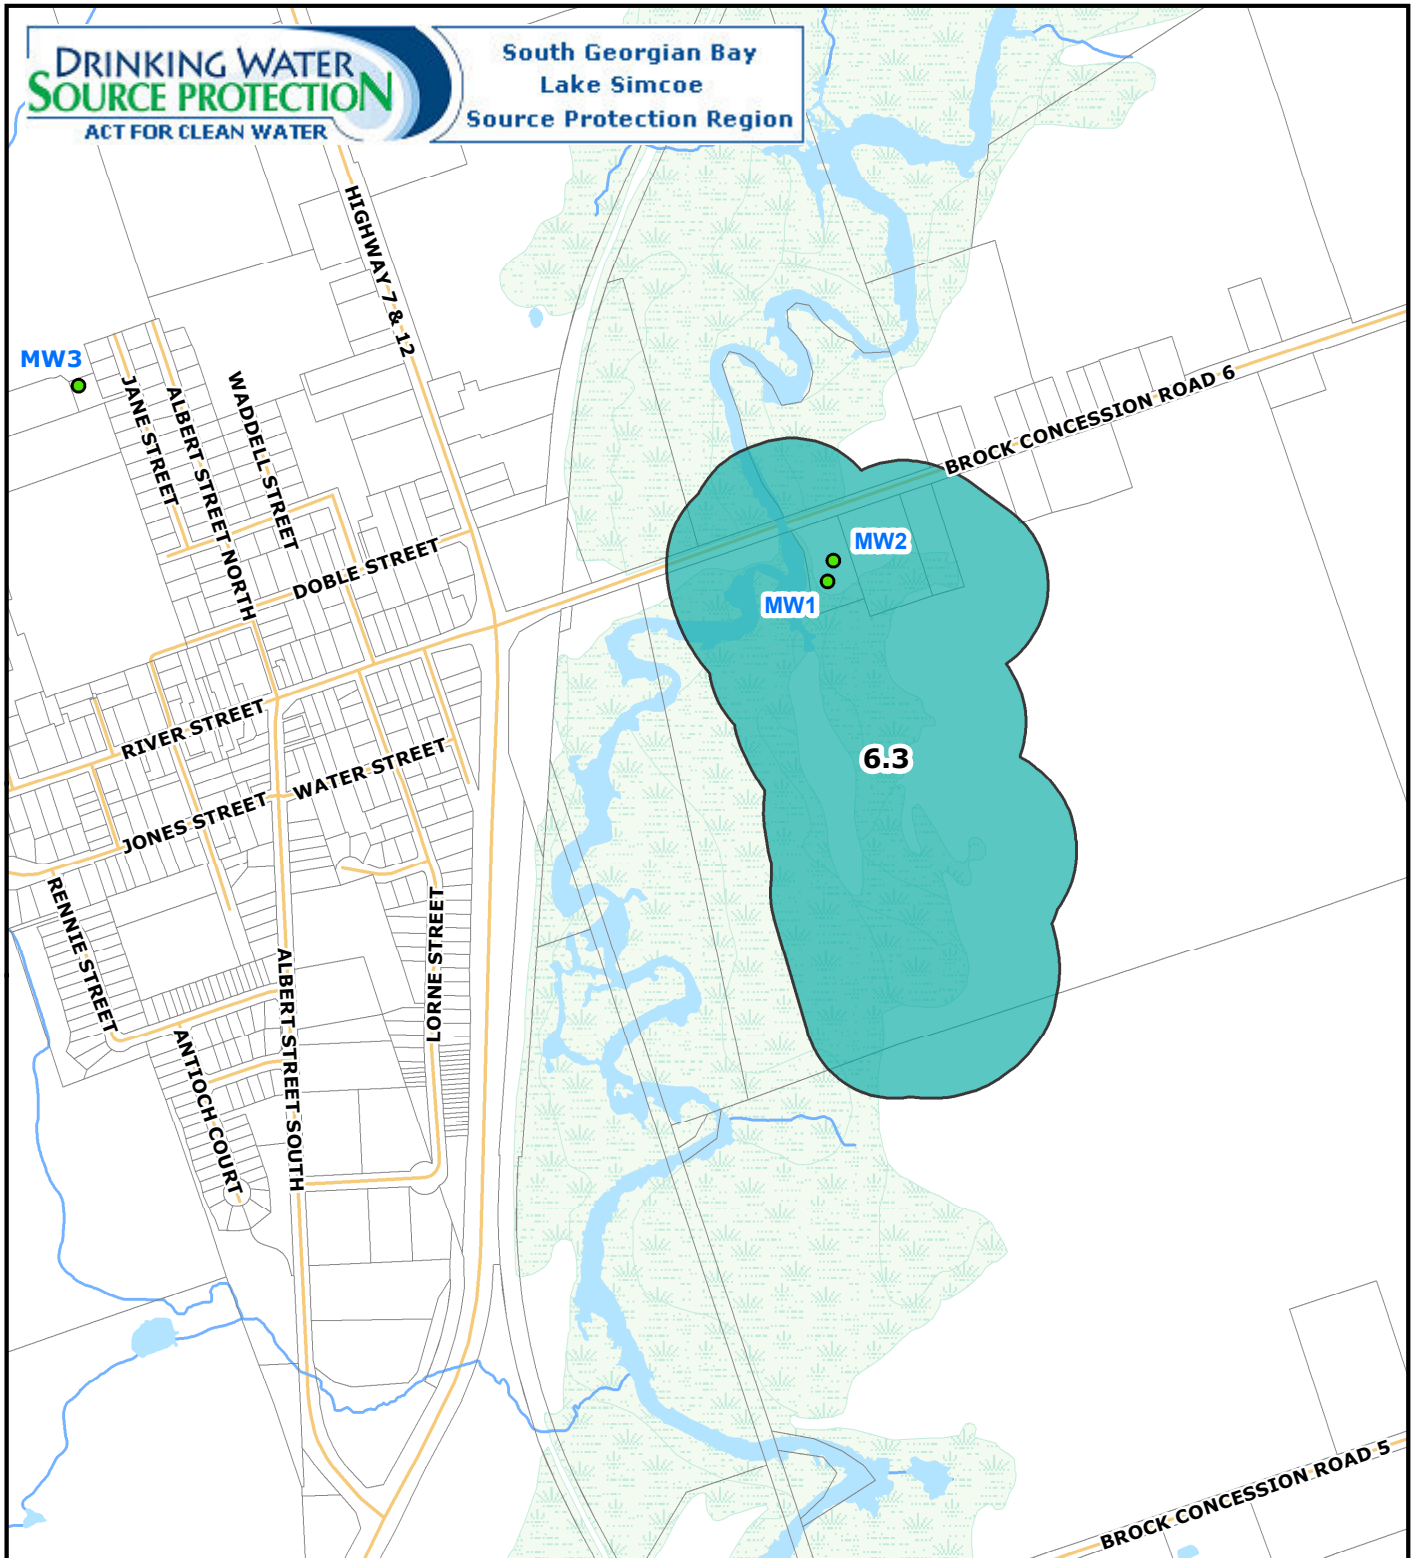 DRINKING WATER
SOURCE PROTECTION
ACT FOR CLEAN WATER
South Georgian Bay
Lake Simcoe
Source Protection Region
HIGHWAY 7 & 12
MW3
JANE STREET
ALBERT STREET NORTH
WADDELL STREET
BROCK CONCESSION ROAD 6
DOBLE STREET
MW2
MW1
RIVER STREET
WATER STREET
6.3
JONES STREET
RENNIE STREET
LORNE STREET
ALBERT STREET SOUTH
ANTIOCH COURT
BROCK CONCESSION ROAD 5